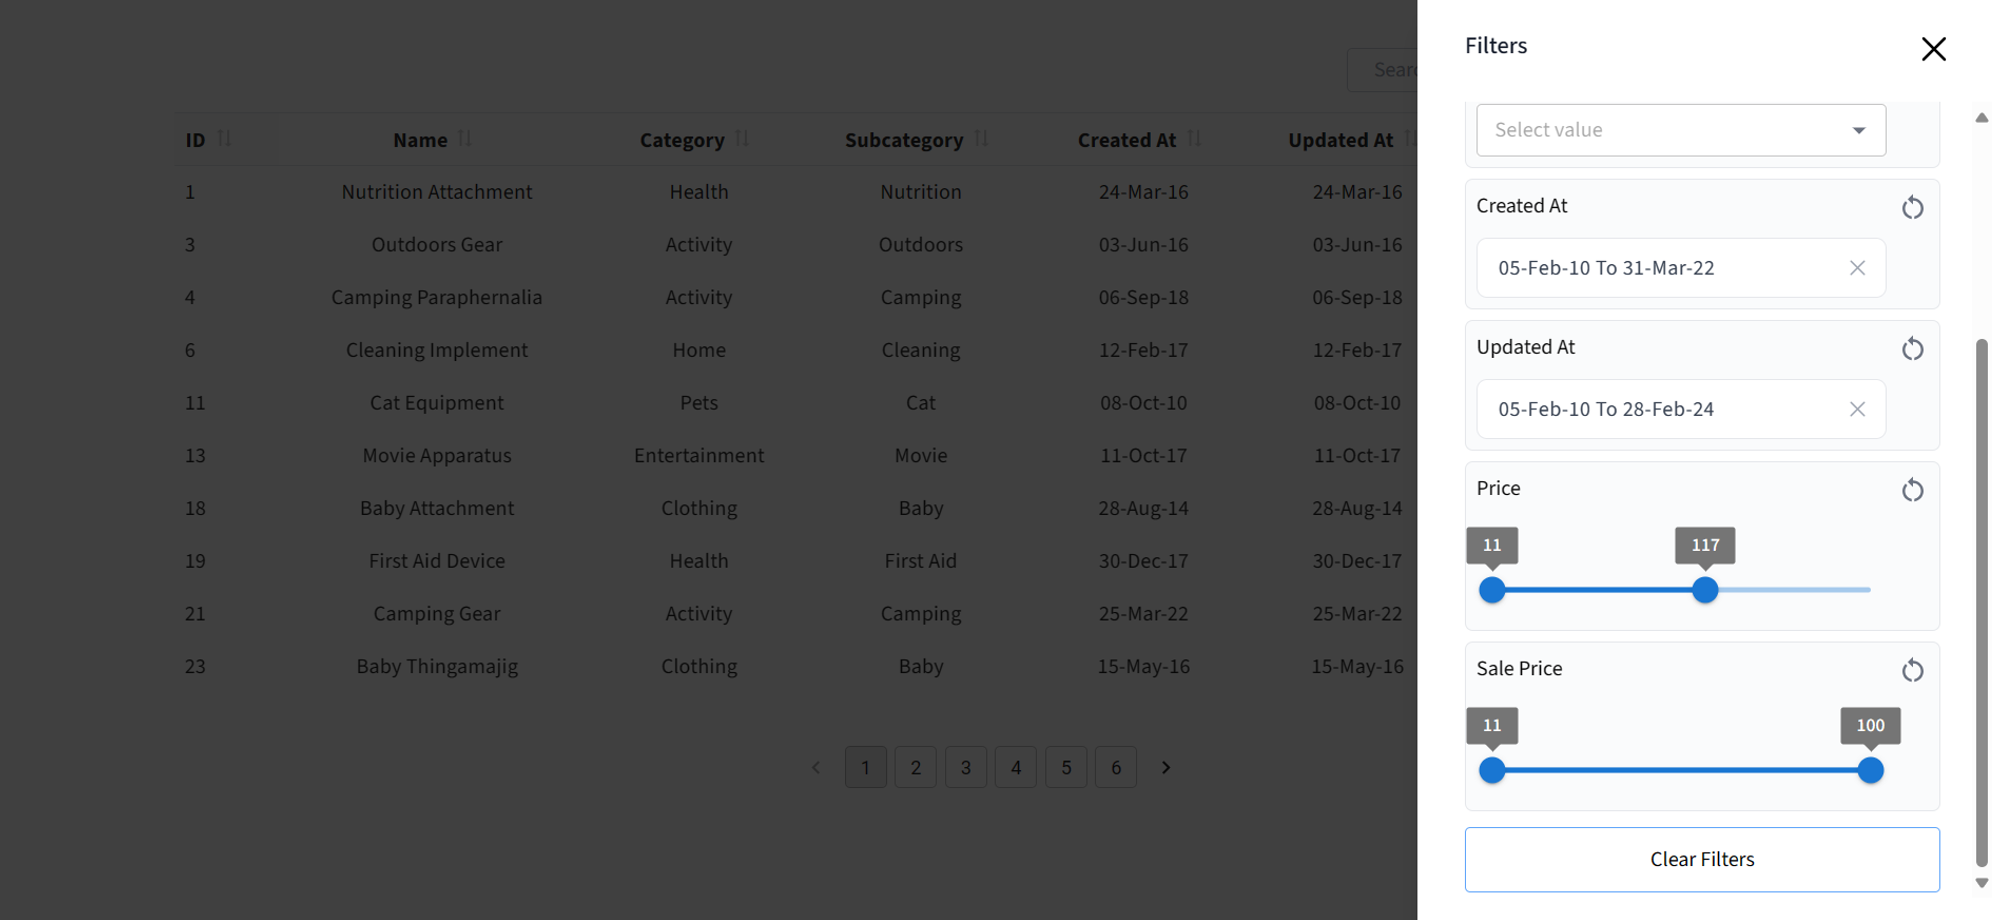 Filters
Sear
Select value
ID Name Category Subcategory Created At Updated At
1 Nutrition Attachment Health Nutrition 24-Mar-16 24-Mar-16
3 Outdoors Gear Activity Outdoors 03-Jun-16 03-Jun-16
4 Camping Paraphernalia Activity Camping 06-Sep-18 06-Sep-18
6 Cleaning Implement Home Cleaning 12-Feb-17 12-Feb-17
11 Cat Equipment Pets Cat 08-Oct-10 08-Oct-10
13 Movie Apparatus Entertainment Movie 11-Oct-17 11-Oct-17
18 Baby Attachment Clothing Baby 28-Aug-14 28-Aug-14
19 First Aid Device Health First Aid 30-Dec-17 30-Dec-17
21 Camping Gear Activity Camping 25-Mar-22 25-Mar-22
23 Baby Thingamajig Clothing Baby 15-May-16 15-May-16
1 2 3 4 5 6
Created At
05-Feb-10 To 31-Mar-22
Updated At
05-Feb-10 To 28-Feb-24
Price
11 117
Sale Price
11 100
Clear Filters